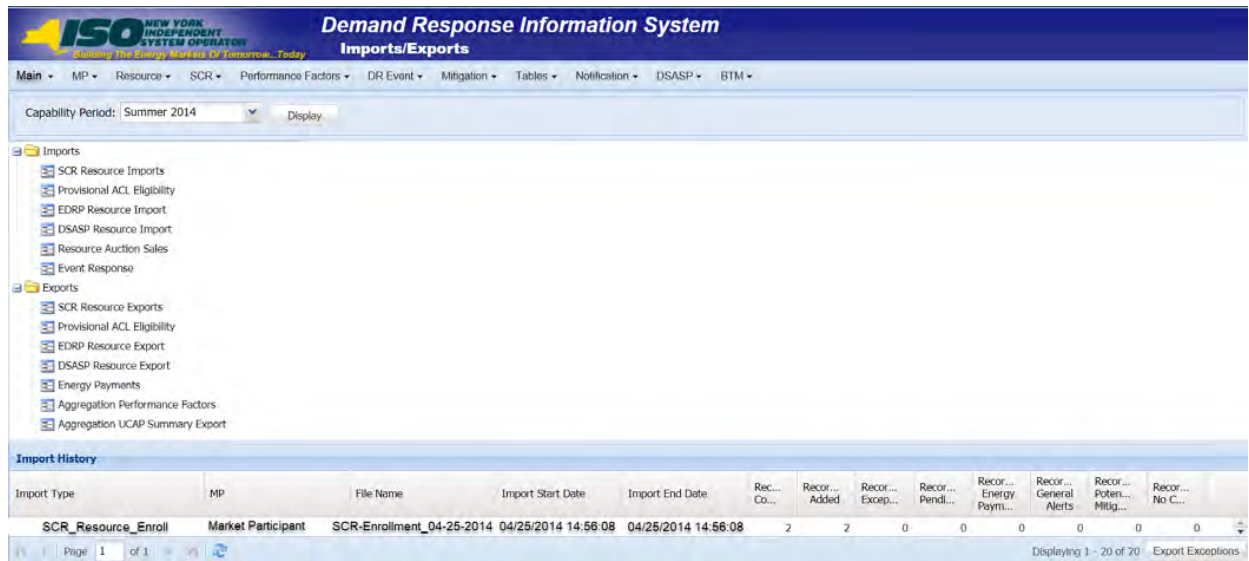 NEW YORK
INDEPENDENT
SYSTEM OPERATOR
ISO
Building The Energy Markets Of Tomorrow...Today
Demand Response Information System
Imports/Exports
Main MP Resource SCR Performance Factors DR Event Mitigation Tables Notification DSASP BTM
Capability Period: Summer 2014 Display
Imports
SCR Resource Imports
Provisional ACL Eligibility
EDRP Resource Import
DSASP Resource Import
Resource Auction Sales
Event Response
Exports
SCR Resource Exports
Provisional ACL Eligibility
EDRP Resource Export
DSASP Resource Export
Energy Payments
Aggregation Performance Factors
Aggregation UCAP Summary Export
Import History
Import Type MP File Name Import Start Date Import End Date Rec... Co... Recor... Added Recor... Excep... Recor... Pendi... Recor... Energy Paym... Recor... General Alerts Recor... Poten... Mitig... Recor... No C...
SCR_Resource_Enroll Market Participant SCR-Enrollment_04-25-2014 04/25/2014 14:56:08 04/25/2014 14:56:08 2 2 0 0 0 0 0 0
Page 1 of 1 Displaying 1 - 20 of 20 Export Exceptions